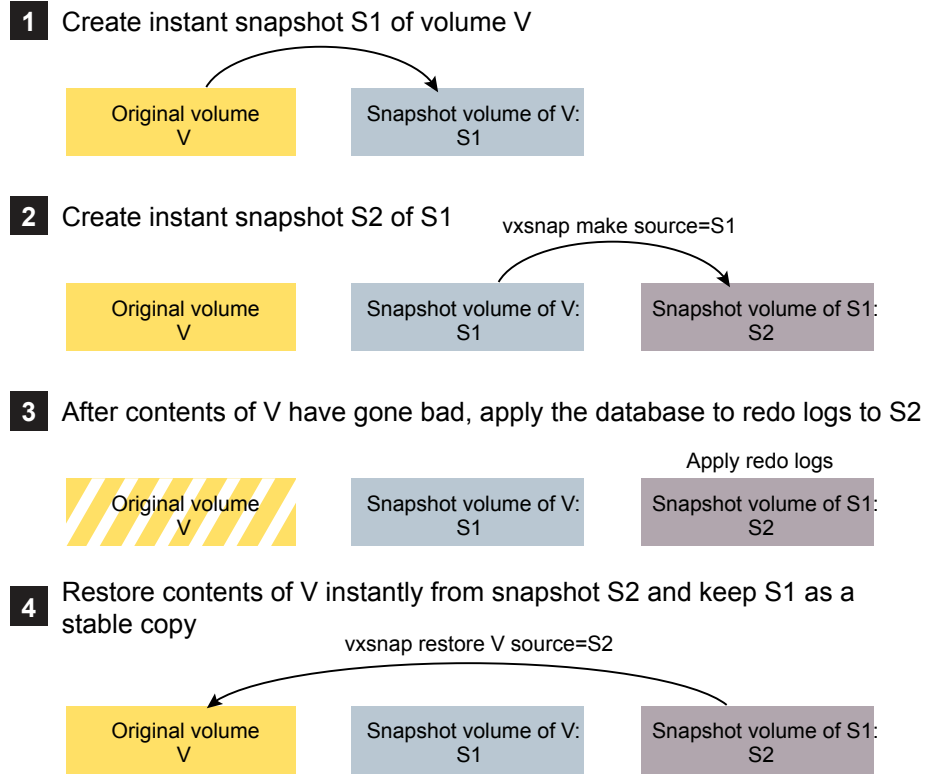 1 Create instant snapshot S1 of volume V
Original volume
V
Snapshot volume of V:
S1
2 Create instant snapshot S2 of S1
vxsnap make source=S1
Original volume
V
Snapshot volume of V:
S1
Snapshot volume of S1:
S2
3 After contents of V have gone bad, apply the database to redo logs to S2
Apply redo logs
Original volume
V
Snapshot volume of V:
S1
Snapshot volume of S1:
S2
4 Restore contents of V instantly from snapshot S2 and keep S1 as a
stable copy
vxsnap restore V source=S2
Original volume
V
Snapshot volume of V:
S1
Snapshot volume of S1:
S2